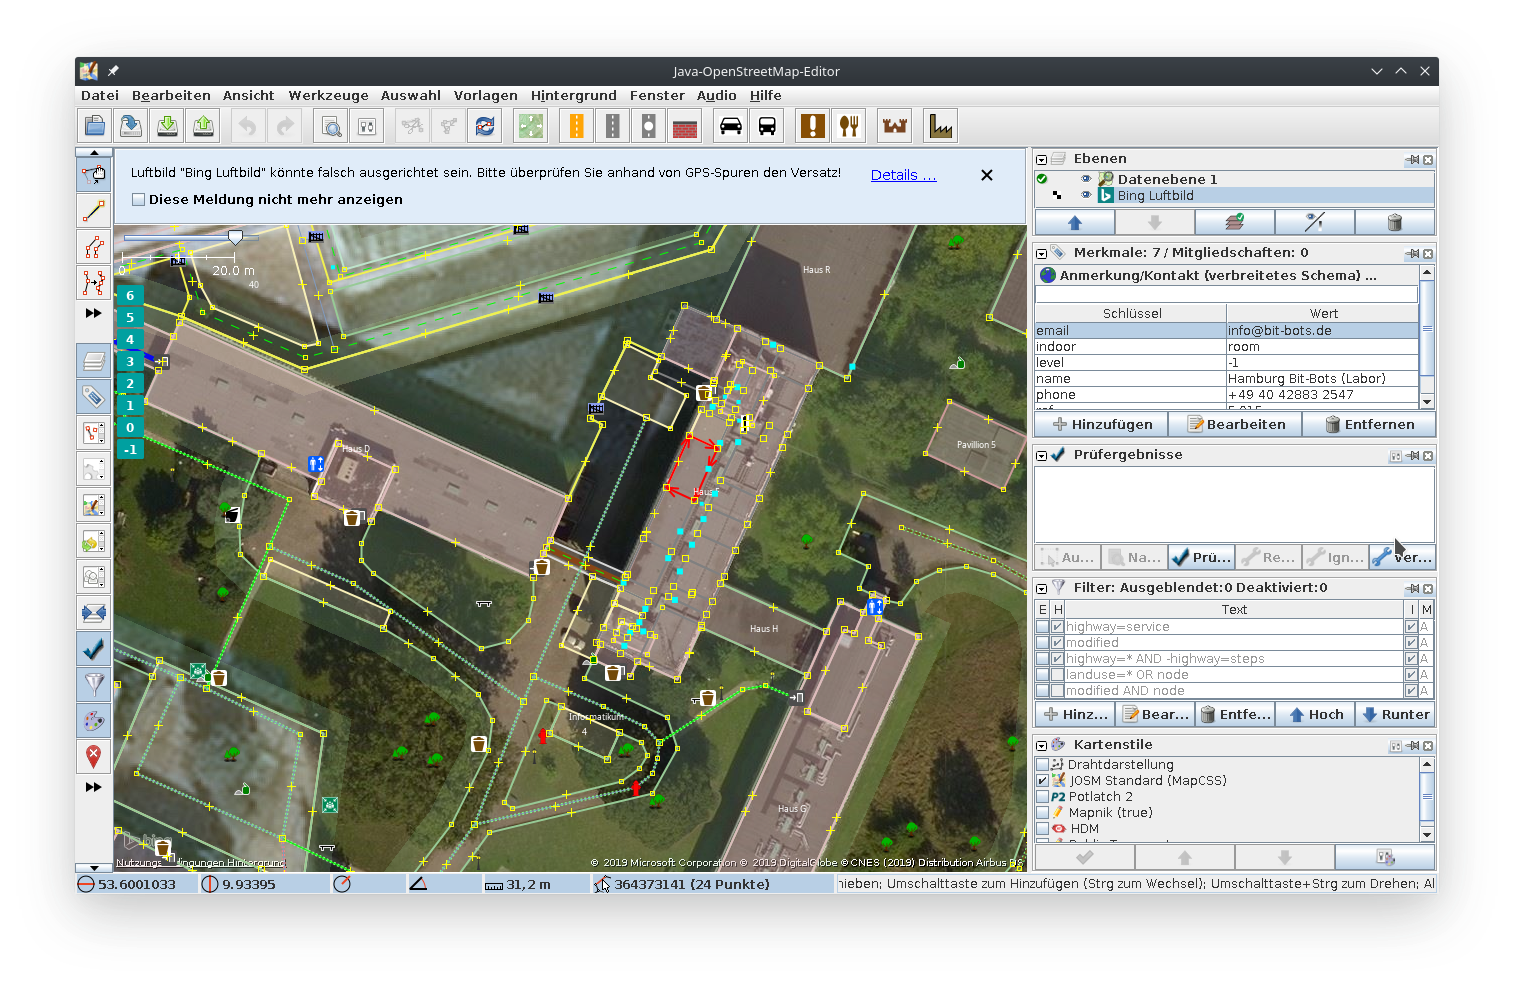 Java-OpenStreetMap-Editor
Datei Bearbeiten Ansicht Werkzeuge Auswahl Vorlagen Hintergrund Fenster Audio Hilfe
Luftbild "Bing Luftbild" könnte falsch ausgerichtet sein. Bitte überprüfen Sie anhand von GPS-Spuren den Versatz! Details ...
Diese Meldung nicht mehr anzeigen
0
20.0 m
40
6
5
4
3
2
1
0
-1
Haus R
Haus D
Pavillion 5
Haus
Haus H
Informatikum
4
Haus G
Nutzungs
© 2019 Microsoft Corporation © 2019 DigitalGlobe © CNES (2019) Distribution Airbus DS
53.6001033 9.93395 31,2 m 364373141 (24 Punkte) hieben; Umschalttaste zum Hinzufügen (Strg zum Wechsel); Umschalttaste+Strg zum Drehen; Al
Ebenen
Datenebene 1
Bing Luftbild
Merkmale: 7 / Mitgliedschaften: 0
Anmerkung/Kontakt {verbreitetes Schema} ...
Schlüssel Wert
email info@bit-bots.de
indoor room
level -1
name Hamburg Bit-Bots (Labor)
phone +49 40 42883 2547
Hinzufügen Bearbeiten Entfernen
Prüfergebnisse
Au... Na... Prü... Re... Ign... Ver...
Filter: Ausgeblendet:0 Deaktiviert:0
E H Text I M
highway=service A
modified A
highway=* AND -highway=steps A
landuse=* OR node A
modified AND node A
Hinz... Bear... Entfe... Hoch Runter
Kartenstile
Drahtdarstellung
JOSM Standard (MapCSS)
P2 Potlatch 2
Mapnik (true)
HDM